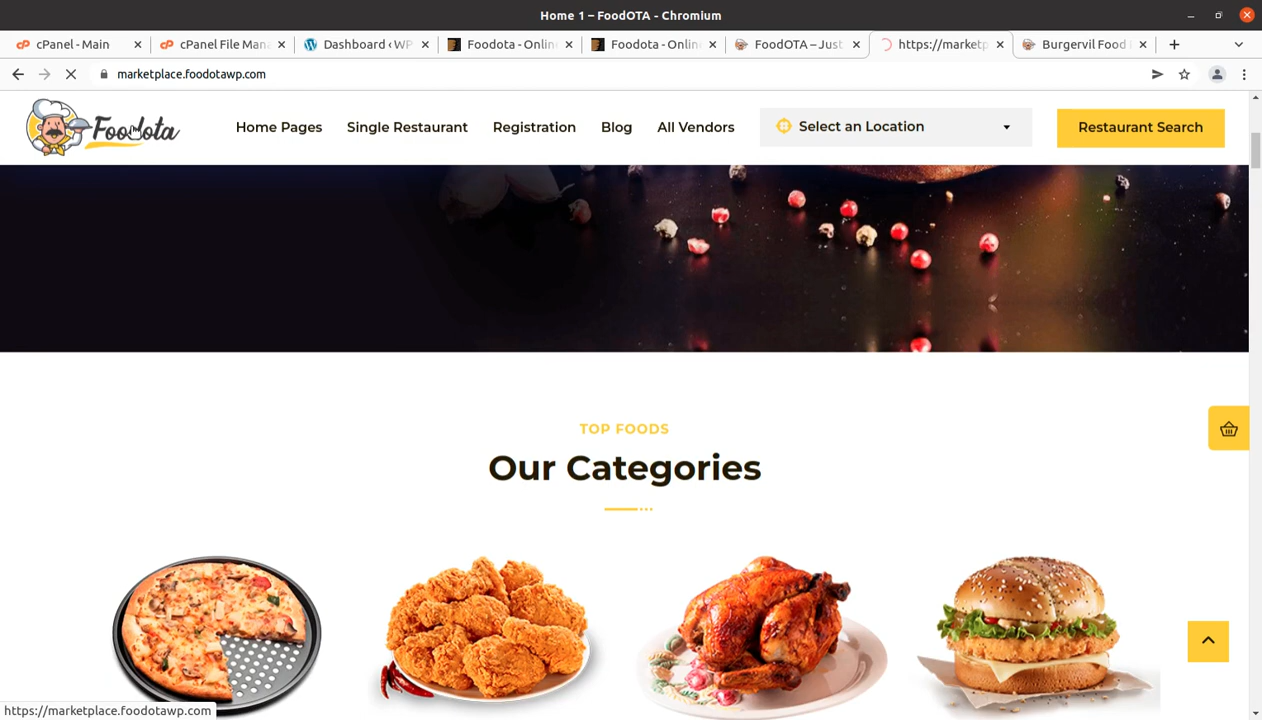 Home 1 – FoodOTA - Chromium
cPanel - Main
cPanel File Man
Dashboard ‹ WP
Foodota - Onlin
Foodota - Onlin
FoodOTA – Just
https://marketp
Burgervil Food
marketplace.foodotawp.com
Foodota
Home Pages
Single Restaurant
Registration
Blog
All Vendors
Select an Location
Restaurant Search
TOP FOODS
Our Categories
https://marketplace.foodotawp.com